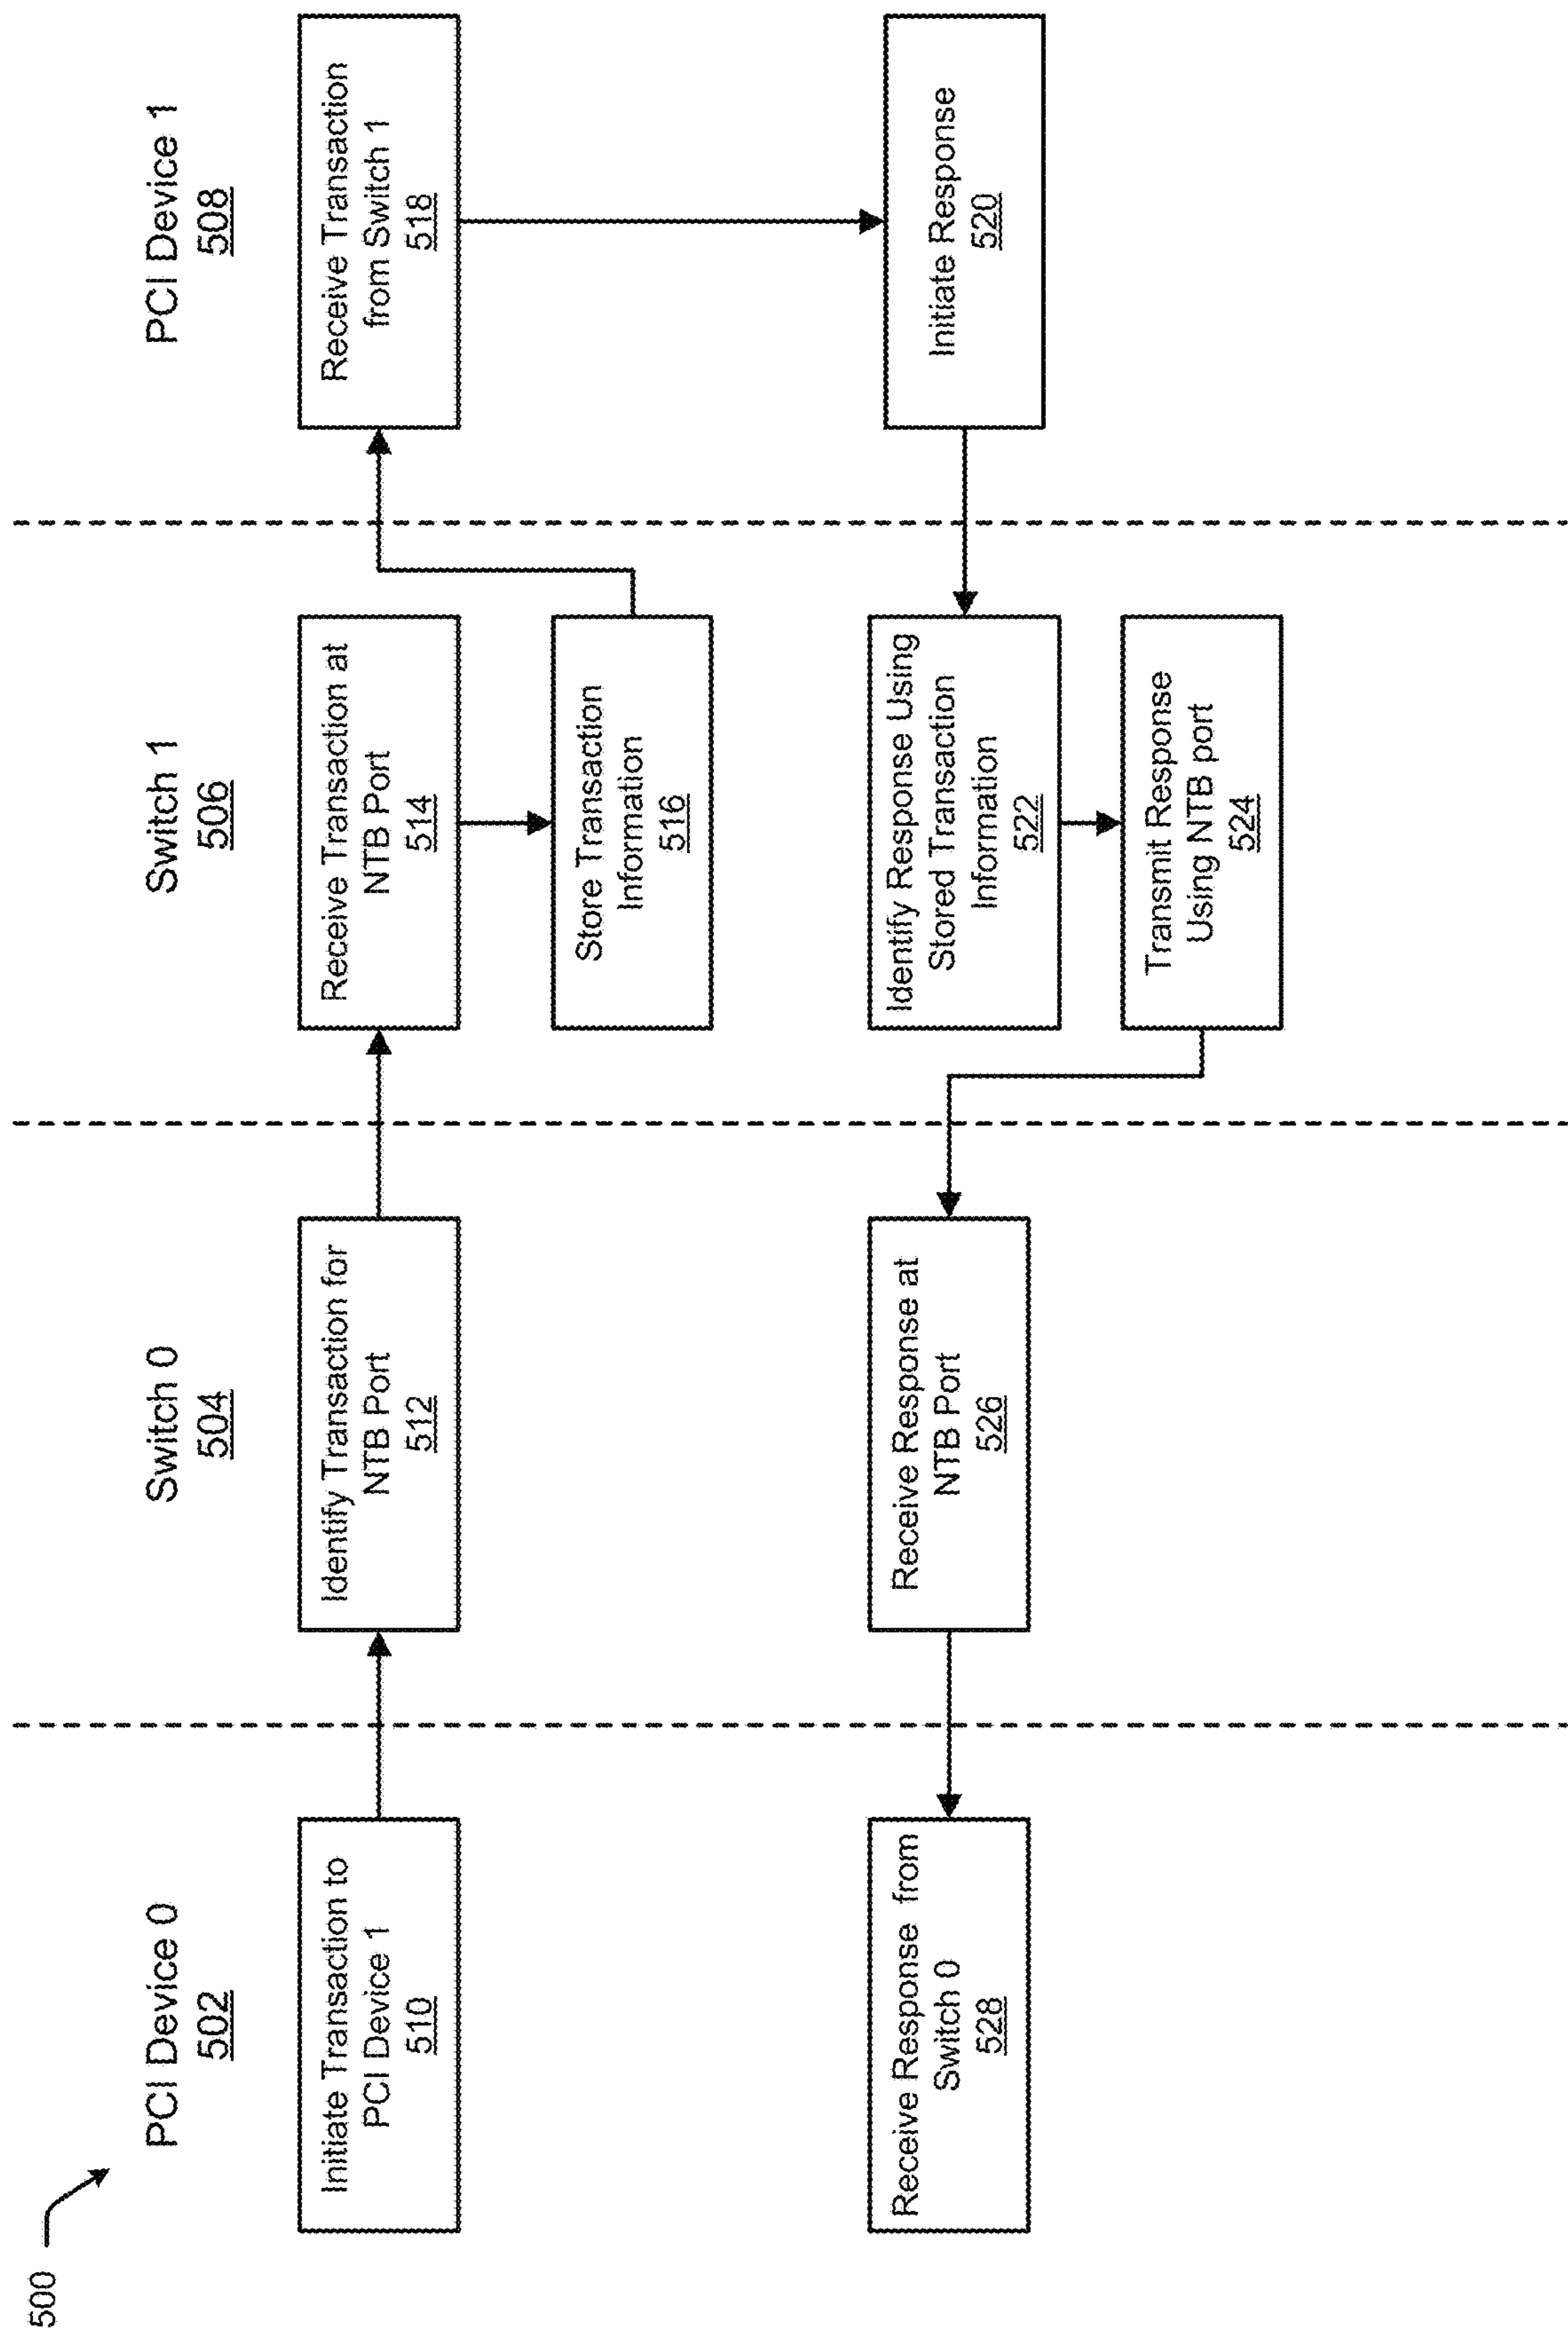 500
PCI Device 0
502
Switch 0
504
Switch 1
506
PCI Device 1
508
Initiate Transaction to
PCI Device 1
510
Identify Transaction for
NTB Port
512
Receive Transaction at
NTB Port
514
Store Transaction
Information
516
Receive Transaction
from Switch 1
518
Initiate Response
520
Identify Response Using
Stored Transaction
Information
522
Transmit Response
Using NTB port
524
Receive Response at
NTB Port
526
Receive Response from
Switch 0
528